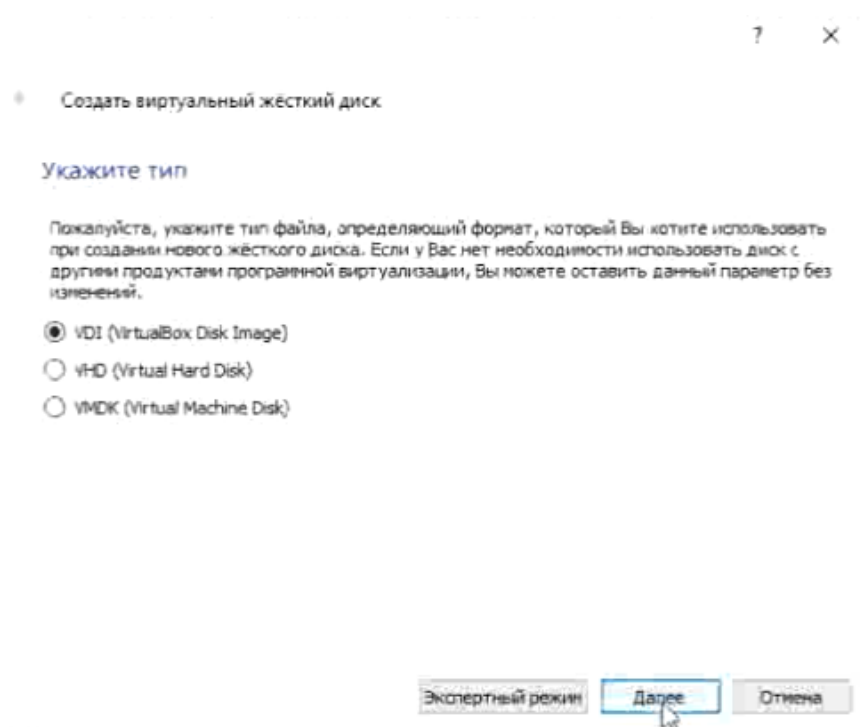 ?
Создать виртуальный жёсткий диск
Укажите тип
Пожалуйста, укажите тип файла, определяющий формат, который Вы хотите использовать
при создании нового жёсткого диска. Если у Вас нет необходимости использовать диск с
другими продуктами программной виртуализации, Вы можете оставить данный параметр без
изменений.
VDI (VirtualBox Disk Image)
VHD (Virtual Hard Disk)
VMDK (Virtual Machine Disk)
Экспертный режим Далее Отмена